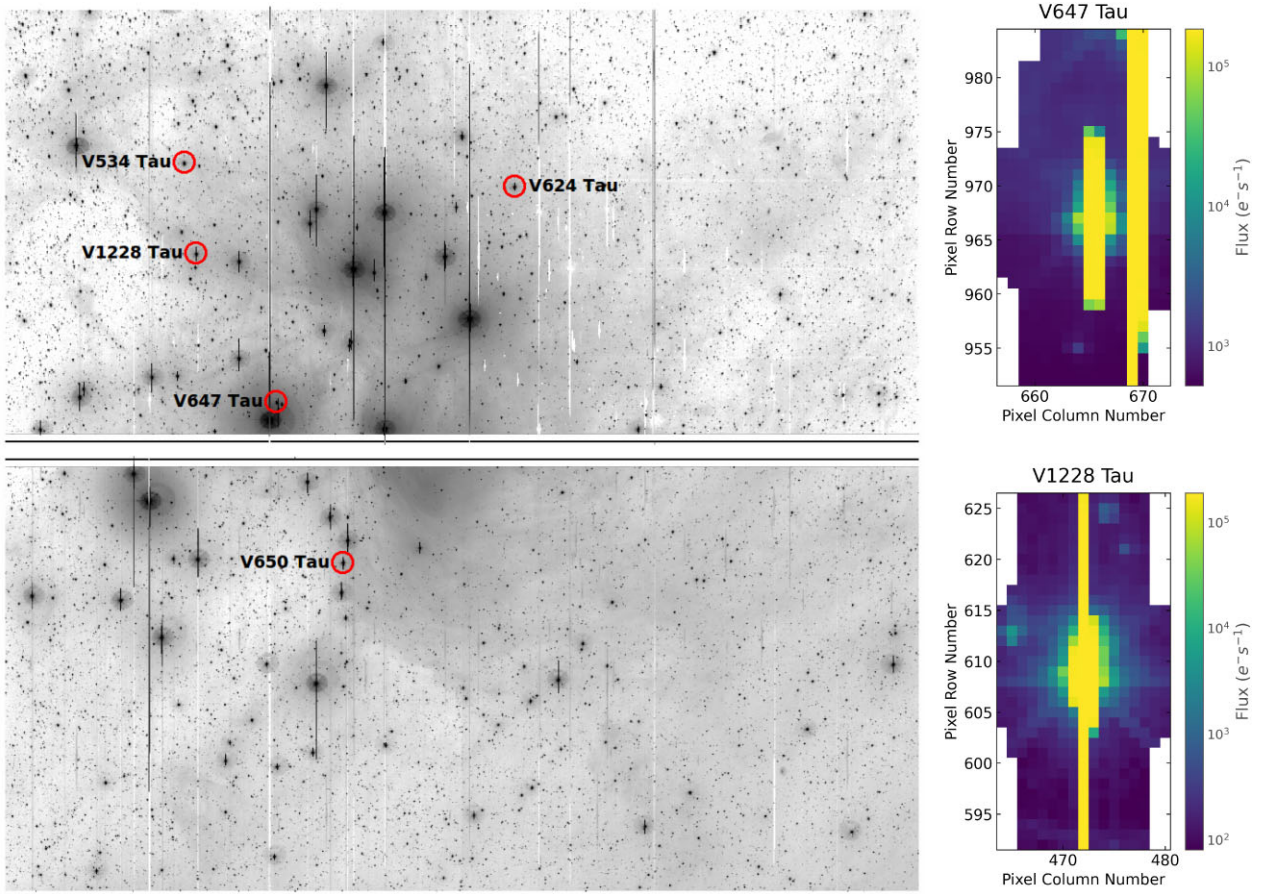 V534 Tau
V624 Tau
V1228 Tau
V647 Tau
V650 Tau
V647 Tau
980
975
970
965
960
955
660
670
Pixel Row Number
Pixel Column Number
10⁵
10⁴
10³
Flux (e⁻s⁻¹)
V1228 Tau
625
620
615
610
605
600
595
470
480
Pixel Row Number
Pixel Column Number
10⁵
10⁴
10³
10²
Flux (e⁻s⁻¹)